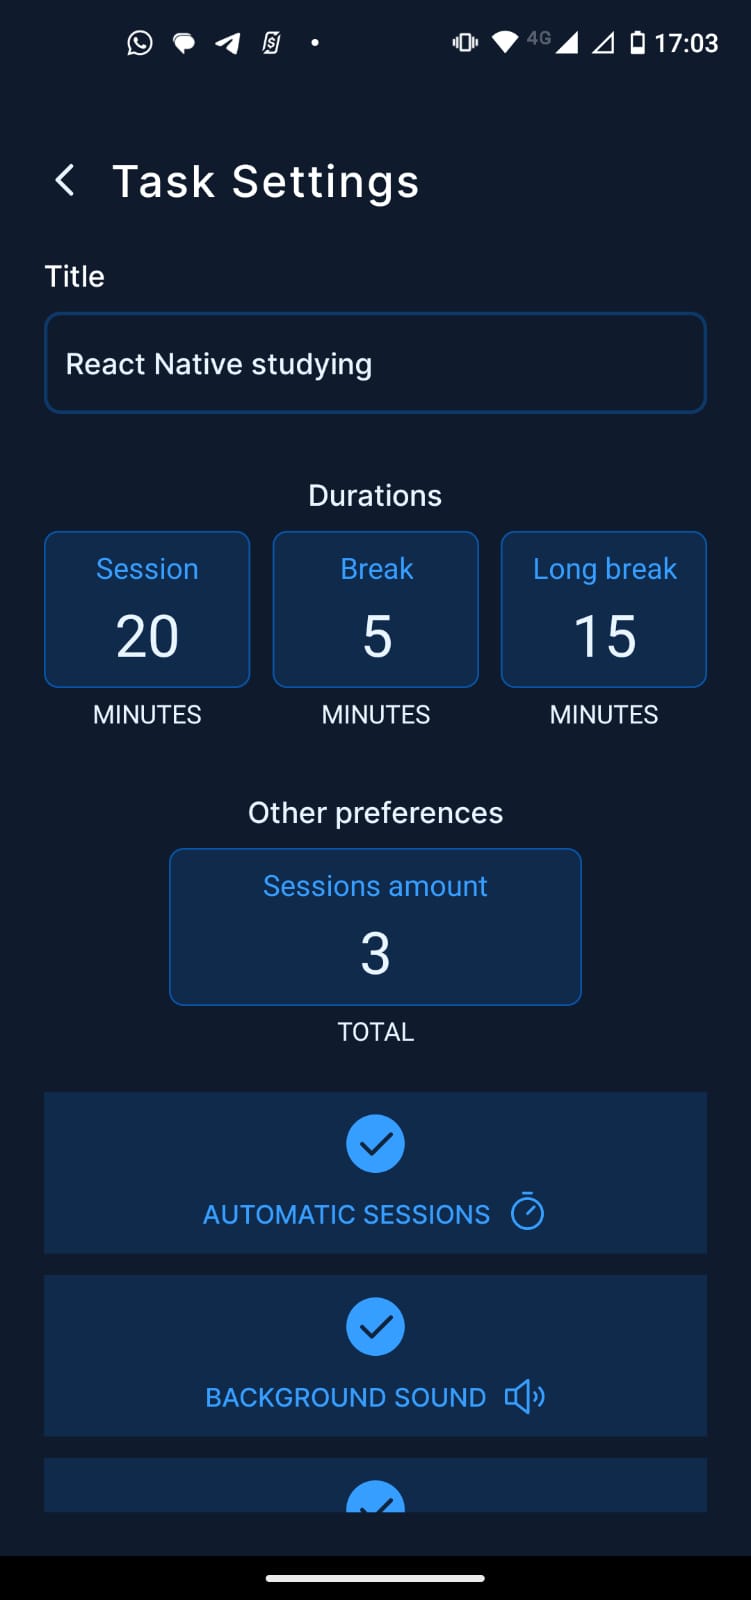 4G 17:03
Task Settings
Title
React Native studying
Durations
Session Break Long break
20 5 15
MINUTES MINUTES MINUTES
Other preferences
Sessions amount
3
TOTAL
AUTOMATIC SESSIONS
BACKGROUND SOUND